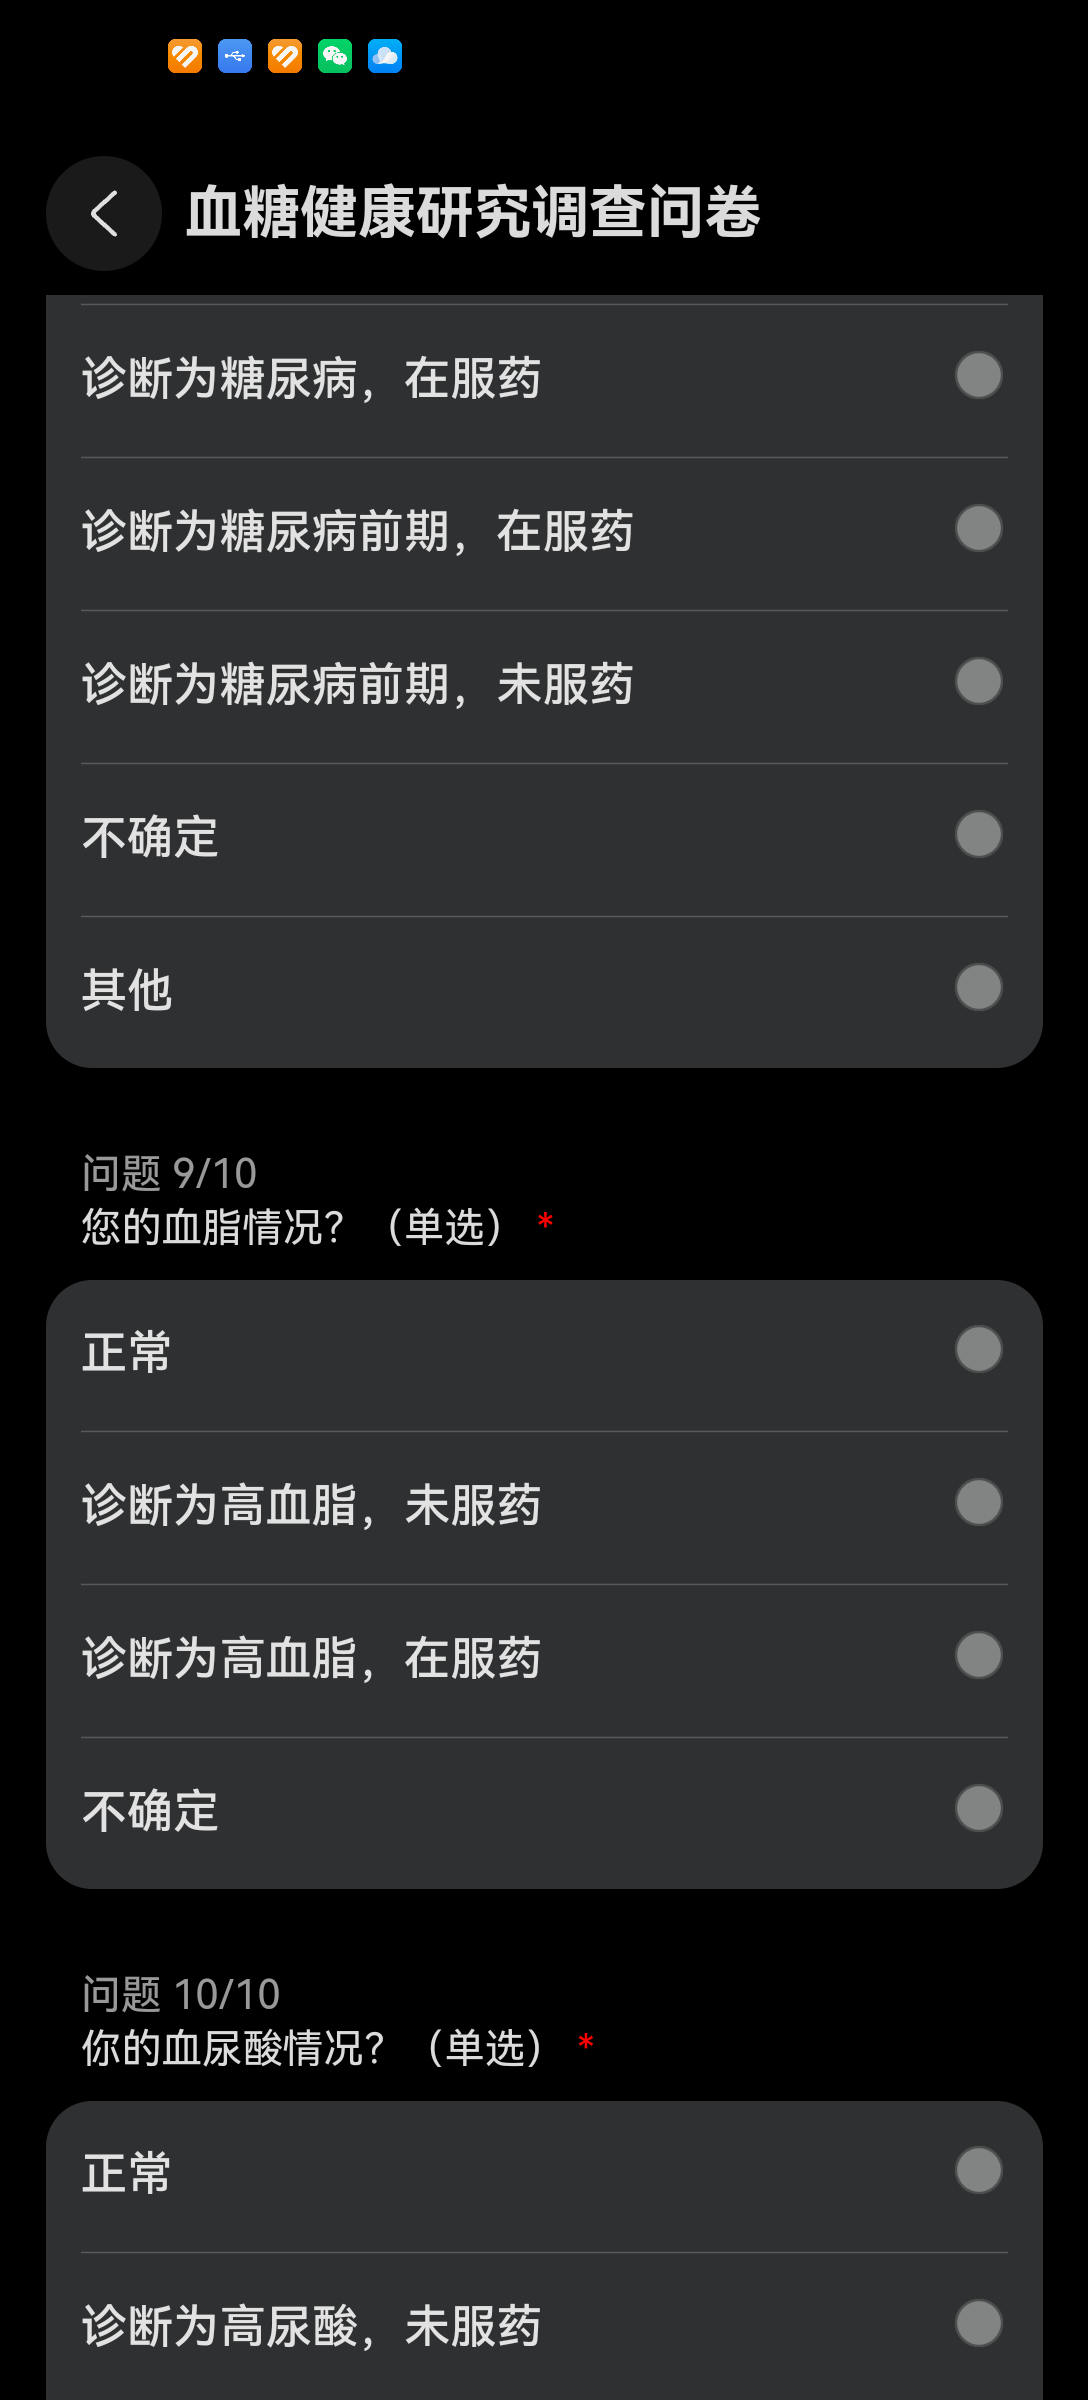 血糖健康研究调查问卷
诊断为糖尿病，在服药
诊断为糖尿病前期，在服药
诊断为糖尿病前期，未服药
不确定
其他
问题 9/10
您的血脂情况？（单选） *
正常
诊断为高血脂，未服药
诊断为高血脂，在服药
不确定
问题 10/10
你的血尿酸情况？（单选） *
正常
诊断为高尿酸，未服药